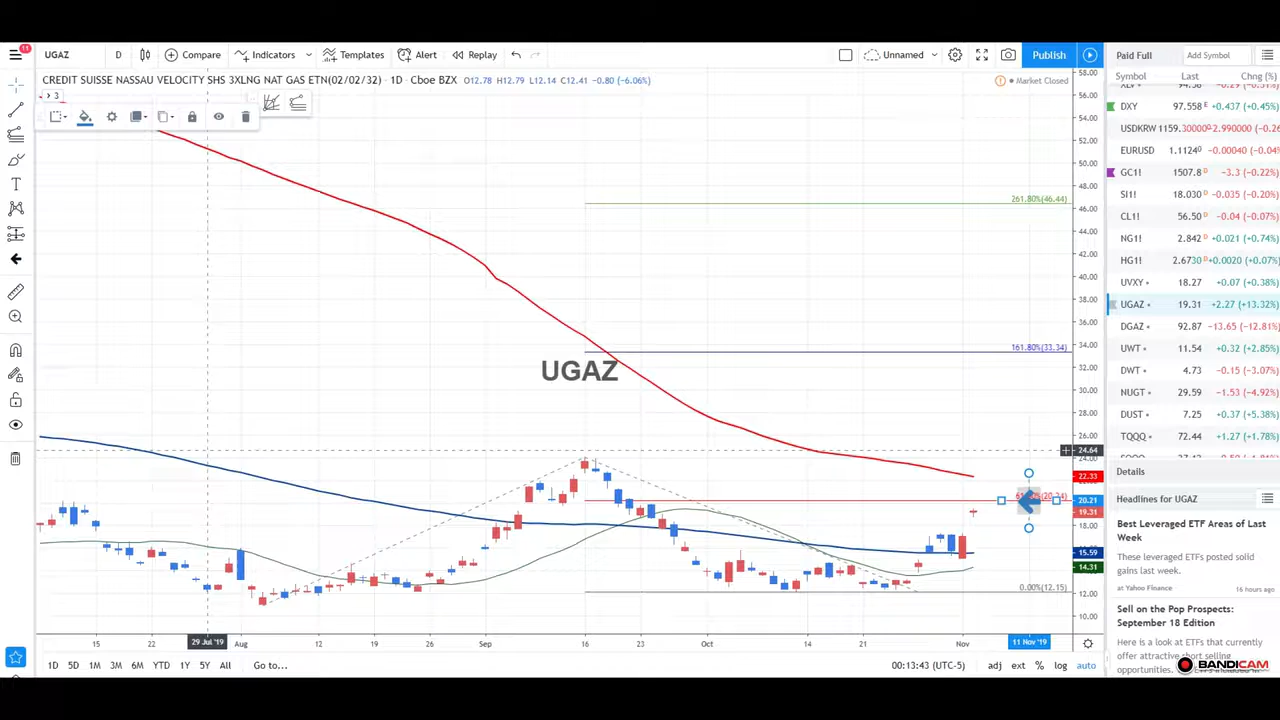 11
UGAZ
D
Compare
Indicators
Templates
Alert
Replay
Unnamed
Publish
Paid Full
Add Symbol
CREDIT SUISSE NASSAU VELOCITY SHS 3XLNG NAT GAS ETN(02/02/32) · 1D · Cboe BZX O12.78 H12.79 L12.14 C12.41 −0.80 (−6.06%)
Market Closed
> 3
Symbol Last Chng (%)
DXY 97.558 E +0.437 (+0.45%)
USDKRW 1159.30000 D −2.990000 (−0.26
EURUSD 1.1124 D −0.00040 (−0.04%
GC1! 1507.8 D −3.3 (−0.22%)
SI1! 18.030 D −0.035 (−0.20%)
CL1! 56.50 D −0.04 (−0.07%)
NG1! 2.842 D +0.021 (+0.74%)
HG1! 2.6730 D +0.0020 (+0.07%)
UVXY 18.27 +0.07 (+0.38%)
UGAZ 19.31 +2.27 (+13.32%)
DGAZ 92.87 −13.65 (−12.81%)
UWT 11.54 +0.32 (+2.85%)
DWT 4.73 −0.15 (−3.07%)
NUGT 29.59 −1.53 (−4.92%)
DUST 7.25 +0.37 (+5.38%)
TQQQ 72.44 +1.27 (+1.78%)
58.00
56.00
54.00
52.00
50.00
48.00
46.00
44.00
42.00
40.00
38.00
36.00
34.00
32.00
30.00
28.00
26.00
24.64
24.00
22.33
20.21
19.31
18.00
15.59
14.31
12.00
10.00
261.80%(46.44)
161.80%(33.34)
0.00%(12.15)
UGAZ
Details
Headlines for UGAZ
Best Leveraged ETF Areas of Last
Week
These leveraged ETFs posted solid
gains last week.
at Yahoo Finance 16 hours ago
Sell on the Pop Prospects:
September 18 Edition
Here is a look at ETFs that currently
offer attractive short selling
opportunities.
BANDICAM
15 22 29 Jul '19 Aug 12 19 26 Sep 16 23 Oct 14 21 Nov 11 Nov '19
1D 5D 1M 3M 6M YTD 1Y 5Y All Go to...
00:13:43 (UTC-5) adj ext % log auto